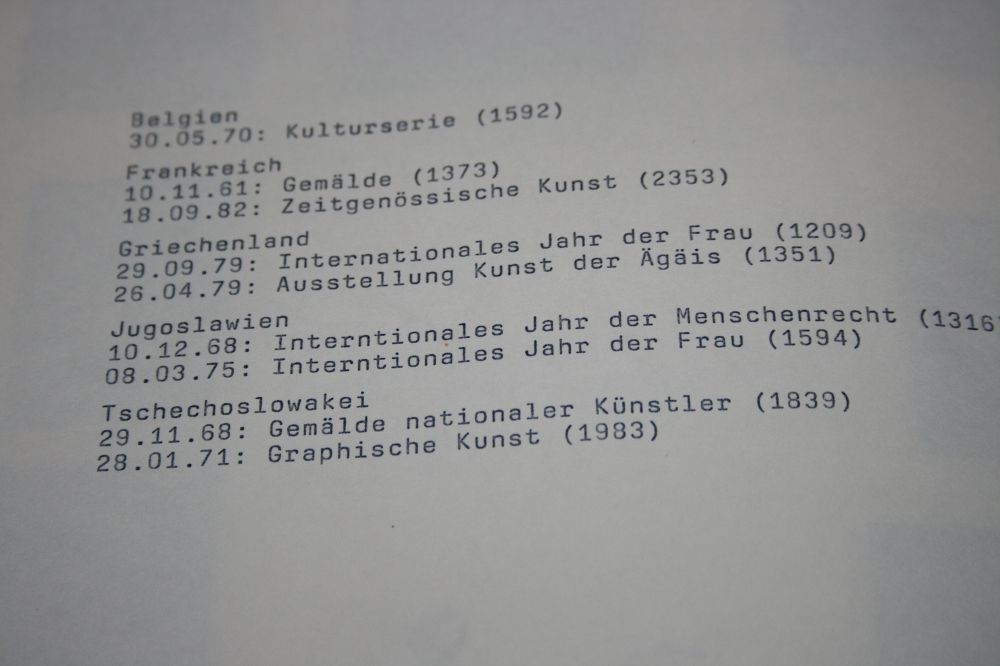 Belgien
30.05.70: Kulturserie (1592)
Frankreich
10.11.61: Gemälde (1373)
18.09.82: Zeitgenössische Kunst (2353)
Griechenland
29.09.79: Internationales Jahr der Frau (1209)
26.04.79: Ausstellung Kunst der Ägäis (1351)
Jugoslawien
10.12.68: Interntionales Jahr der Menschenrecht (1316
08.03.75: Interntionales Jahr der Frau (1594)
Tschechoslowakei
29.11.68: Gemälde nationaler Künstler (1839)
28.01.71: Graphische Kunst (1983)